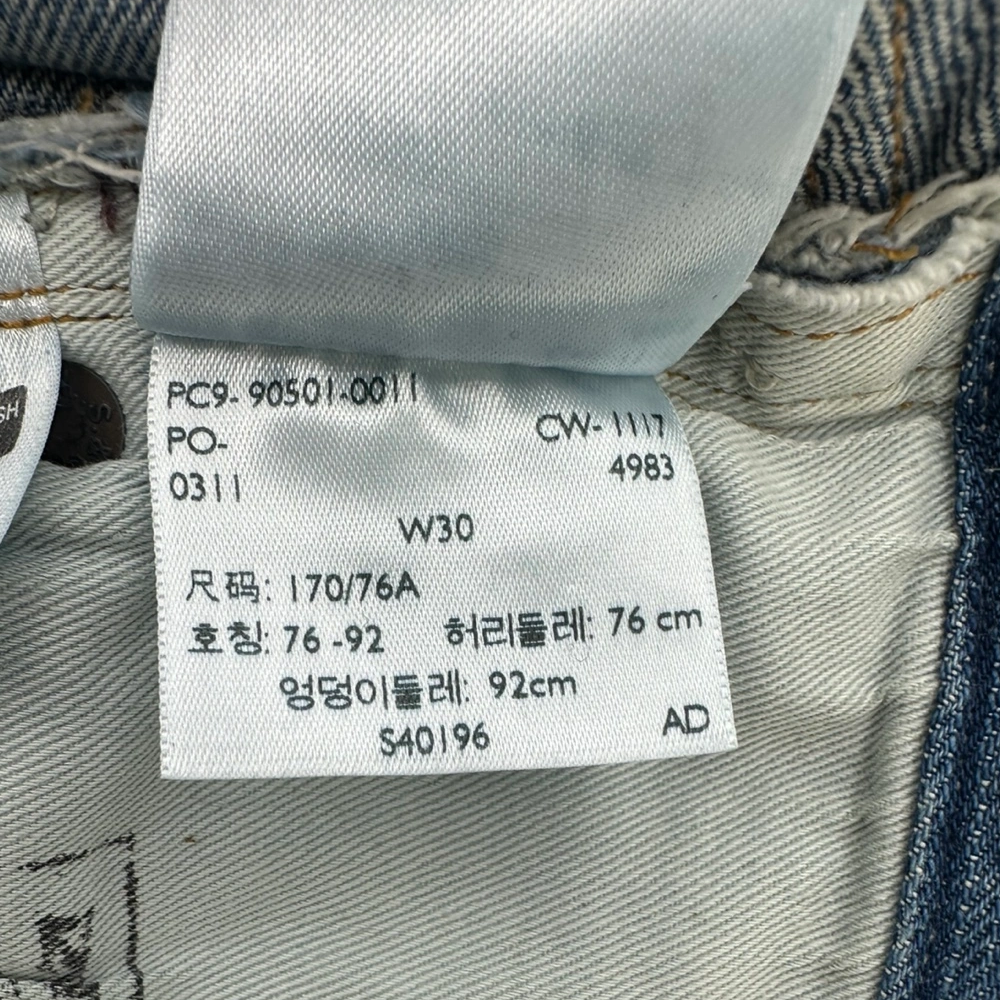 PC9-90501-0011
PO-
CW-1117
0311
4983
W30
尺码: 170/76A
호칭: 76-92 허리둘레: 76 cm
엉덩이둘레: 92cm
S40196
AD
SH